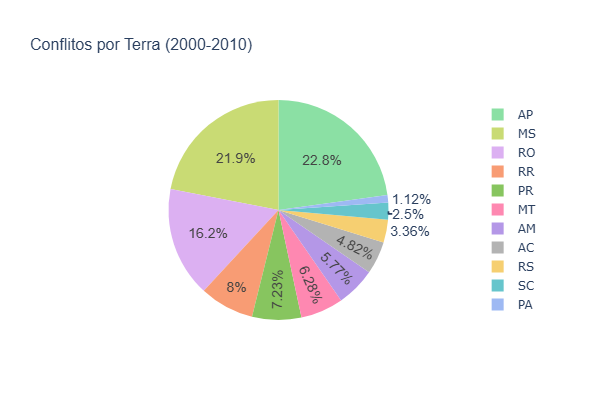 Conflitos por Terra (2000-2010)
22.8%
21.9%
16.2%
8%
7.23%
6.28%
5.77%
4.82%
3.36%
2.5%
1.12%
AP
MS
RO
RR
PR
MT
AM
AC
RS
SC
PA